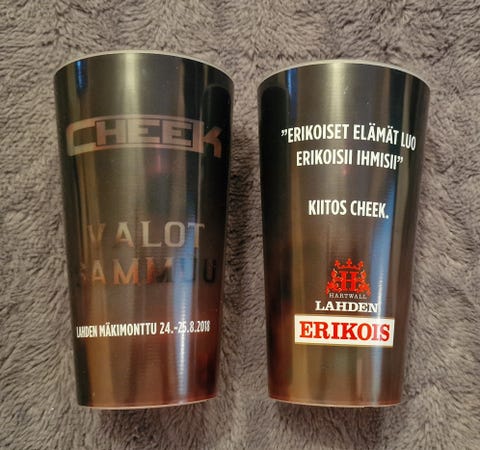 CHEEK
VALOT
SAMMUU
LAHDEN MÄKIMONTTU 24.-25.8.2018
"ERIKOISET ELÄMÄT LUO
ERIKOISII IHMISII"
KIITOS CHEEK.
H
HARTWALL
LAHDEN
ERIKOIS